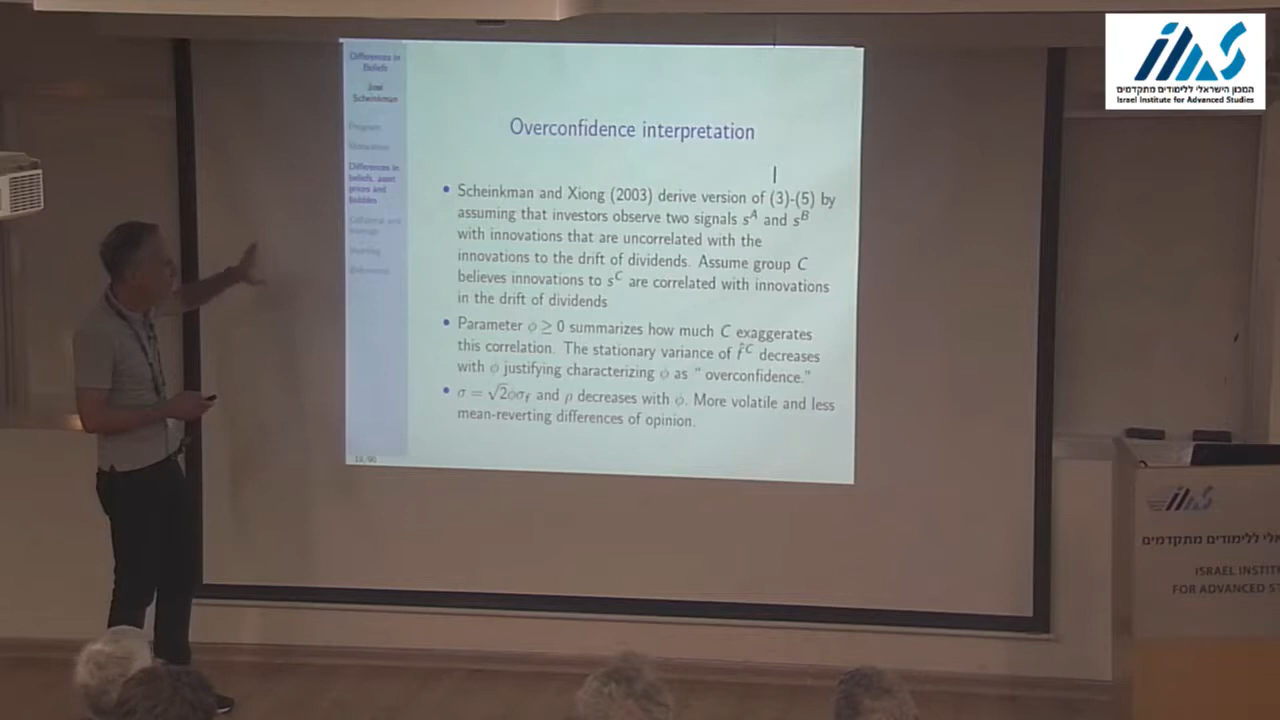 המכון הישראלי ללימודים מתקדמים
Israel Institute for Advanced Studies
Differences in
Beliefs
José
Scheinkman
Program
Motivation
Differences in
beliefs, asset
prices and
bubbles
Collateral and
leverage
Overconfidence interpretation
• Scheinkman and Xiong (2003) derive version of (3)-(5) by
assuming that investors observe two signals s^A and s^B
with innovations that are uncorrelated with the
innovations to the drift of dividends. Assume group C
believes innovations to s^C are correlated with innovations
in the drift of dividends
• Parameter ϕ ≥ 0 summarizes how much C exaggerates
this correlation. The stationary variance of f̂^C decreases
with ϕ justifying characterizing ϕ as " overconfidence."
• σ = √2ϕσ_f and ρ decreases with ϕ. More volatile and less
mean-reverting differences of opinion.
ללימודים מתקדמים
ISRAEL
FOR ADVANCED